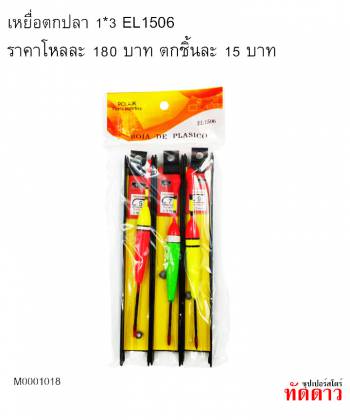 เหยื่อตกปลา 1*3 EL1506
ราคาโหลละ 180 บาท ตกชิ้นละ 15 บาท
EL1506
BOIA DE PLASICO
M0001018
ซุปเปอร์สโตร์
ทัดดาว